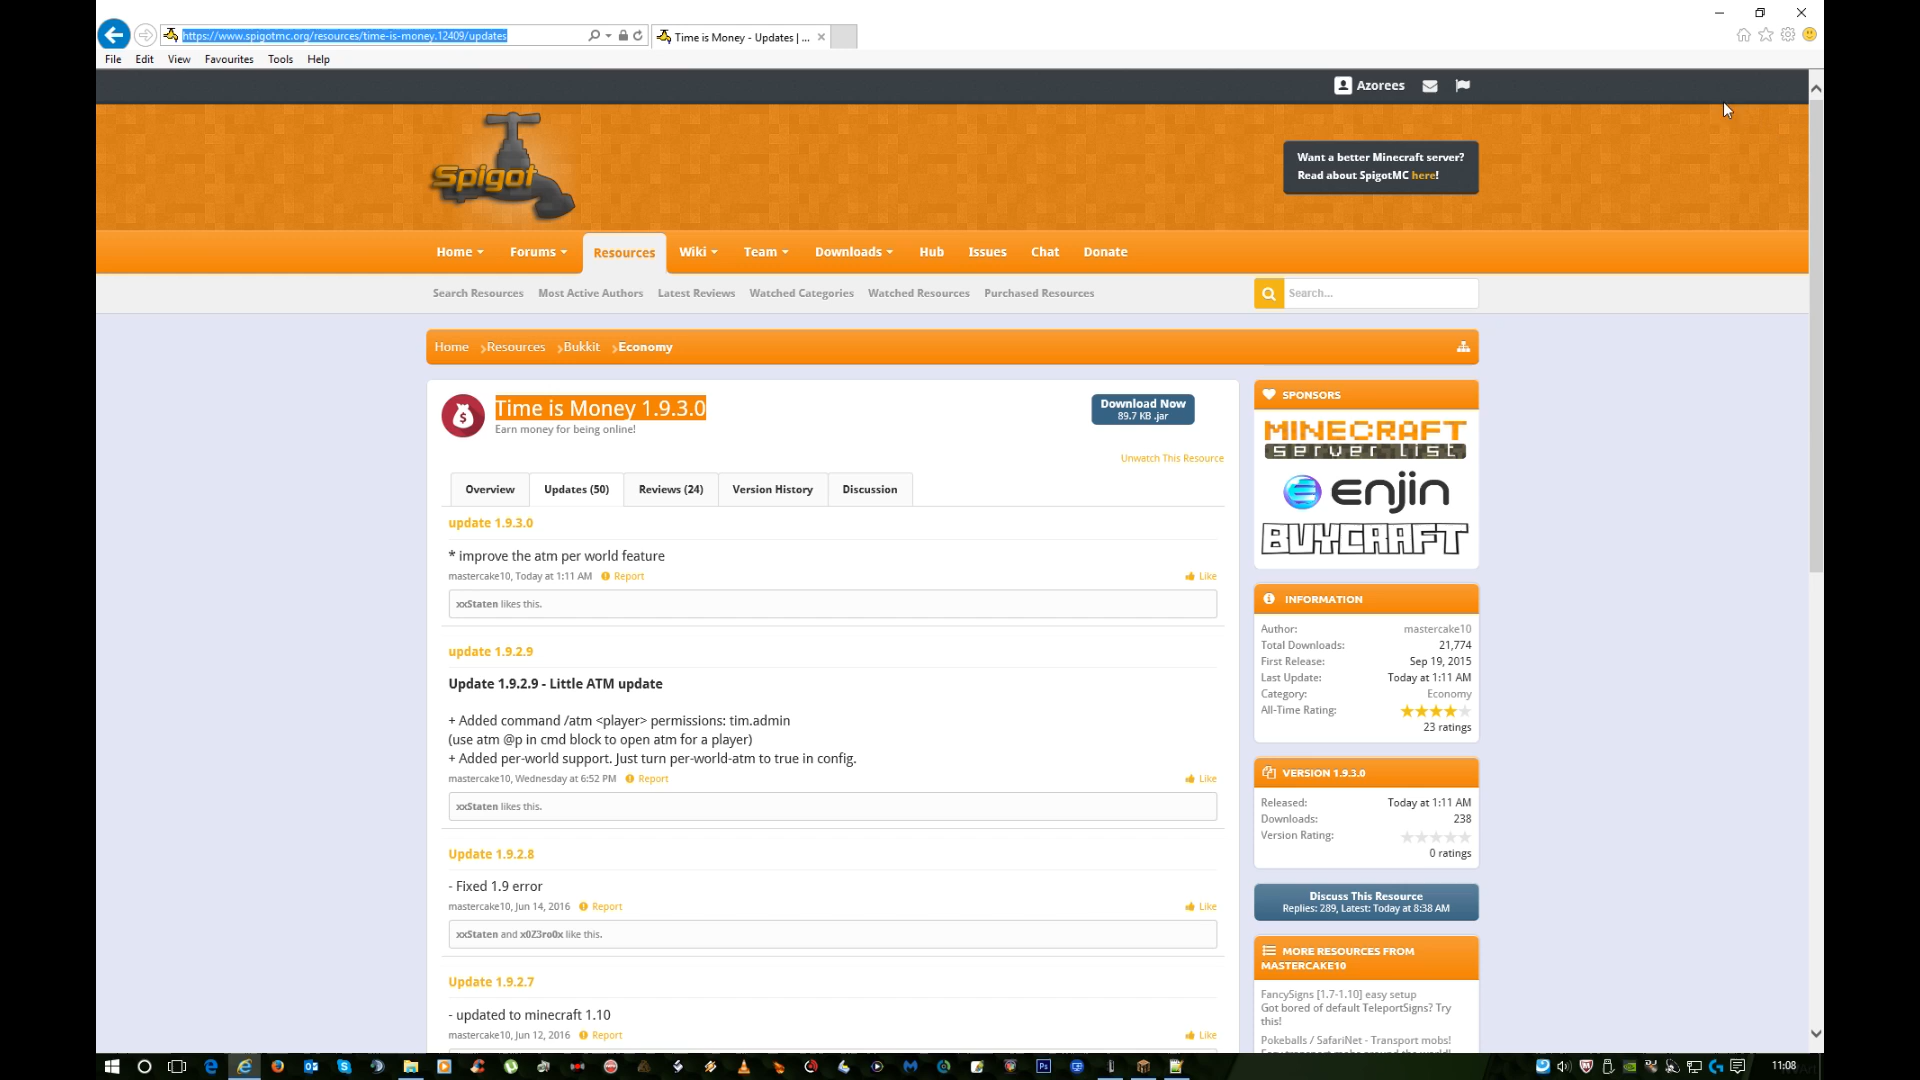 https://www.spigotmc.org/resources/time-is-money.12409/updates
Time is Money - Updates | ...
File Edit View Favourites Tools Help
Azorees
Spigot
Want a better Minecraft server?
Read about SpigotMC here!
Home Forums Resources Wiki Team Downloads Hub Issues Chat Donate
Search Resources Most Active Authors Latest Reviews Watched Categories Watched Resources Purchased Resources
Search...
Home Resources Bukkit Economy
Time is Money 1.9.3.0
Earn money for being online!
Download Now
89.7 KB .jar
Unwatch This Resource
Overview Updates (50) Reviews (24) Version History Discussion
update 1.9.3.0
* improve the atm per world feature
mastercake10, Today at 1:11 AM Report
Like
xxStaten likes this.
update 1.9.2.9
Update 1.9.2.9 - Little ATM update
+ Added command /atm <player> permissions: tim.admin
(use atm @p in cmd block to open atm for a player)
+ Added per-world support. Just turn per-world-atm to true in config.
mastercake10, Wednesday at 6:52 PM Report
Like
xxStaten likes this.
Update 1.9.2.8
- Fixed 1.9 error
mastercake10, Jun 14, 2016 Report
Like
xxStaten and x0Z3ro0x like this.
Update 1.9.2.7
- updated to minecraft 1.10
mastercake10, Jun 12, 2016 Report
Like
SPONSORS
MINECRAFT
server list
enjin
BUYCRAFT
INFORMATION
Author: mastercake10
Total Downloads: 21,774
First Release: Sep 19, 2015
Last Update: Today at 1:11 AM
Category: Economy
All-Time Rating:
23 ratings
VERSION 1.9.3.0
Released: Today at 1:11 AM
Downloads: 238
Version Rating:
0 ratings
Discuss This Resource
Replies: 289, Latest: Today at 8:38 AM
MORE RESOURCES FROM
MASTERCAKE10
FancySigns [1.7-1.10] easy setup
Got bored of default TeleportSigns? Try
this!
Pokeballs / SafariNet - Transport mobs!
11:08